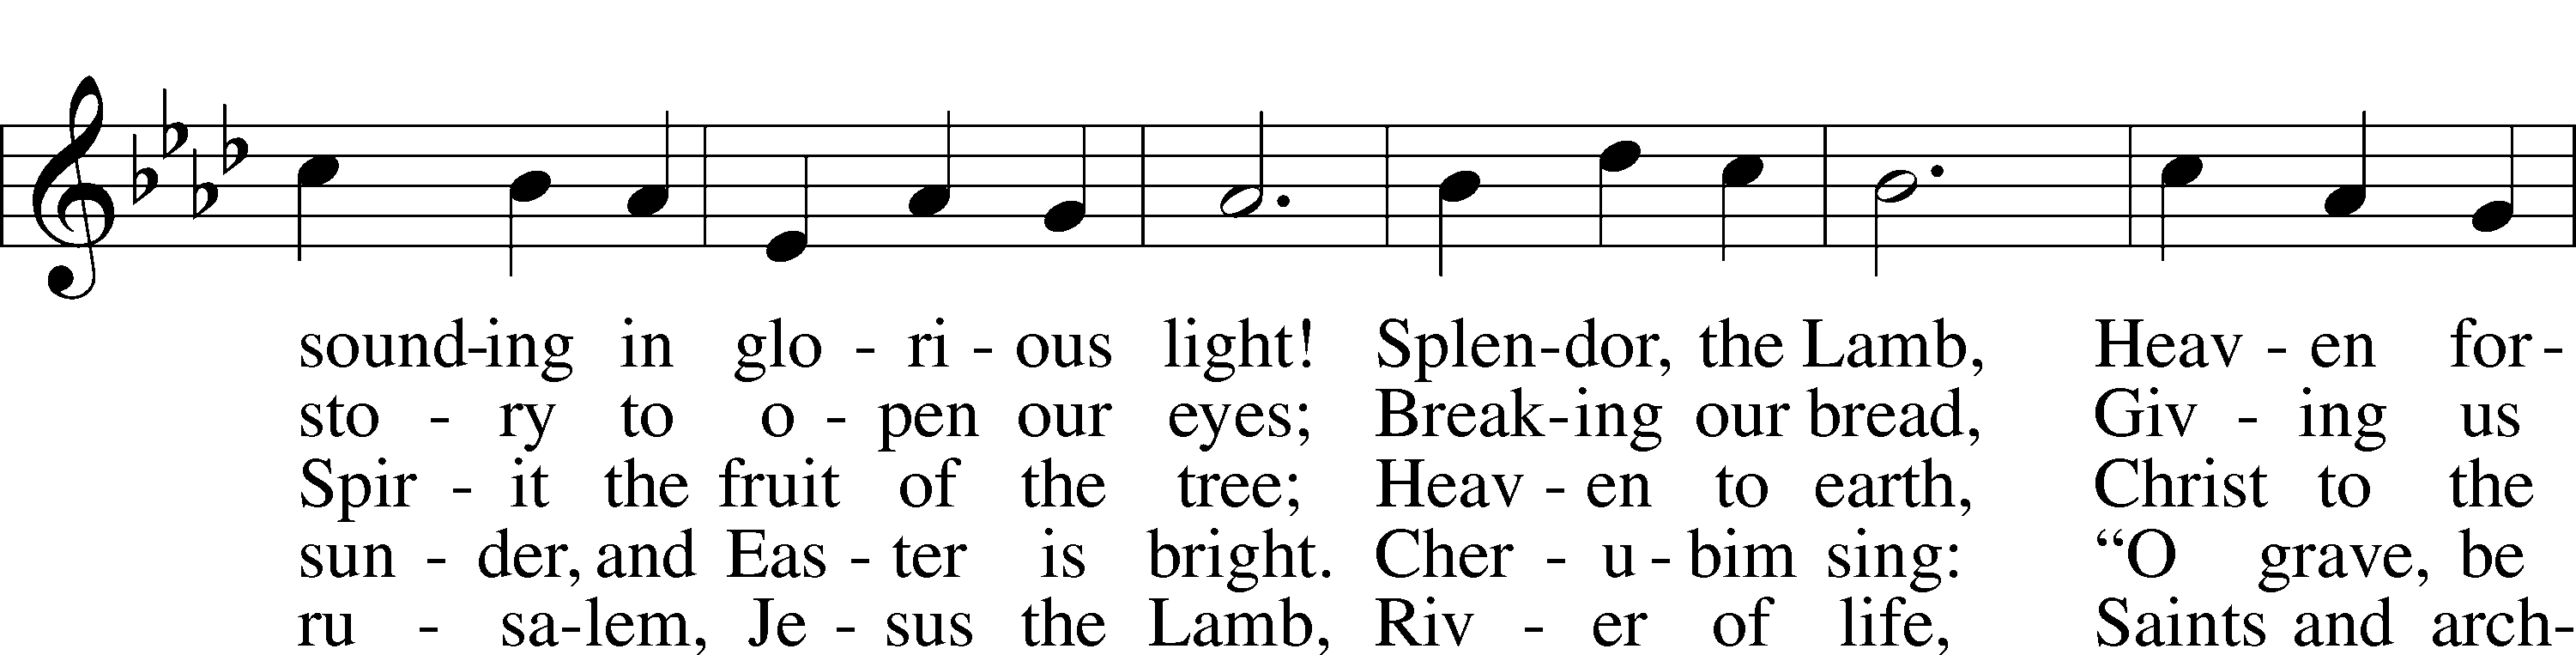 sound-ing in glo - ri - ous light! Splen-dor, the Lamb, Heav - en for-
sto - ry to o - pen our eyes; Break-ing our bread, Giv - ing us
Spir - it the fruit of the tree; Heav - en to earth, Christ to the
sun - der, and Eas - ter is bright. Cher - u - bim sing: “O grave, be
ru - sa-lem, Je - sus the Lamb, Riv - er of life, Saints and arch-